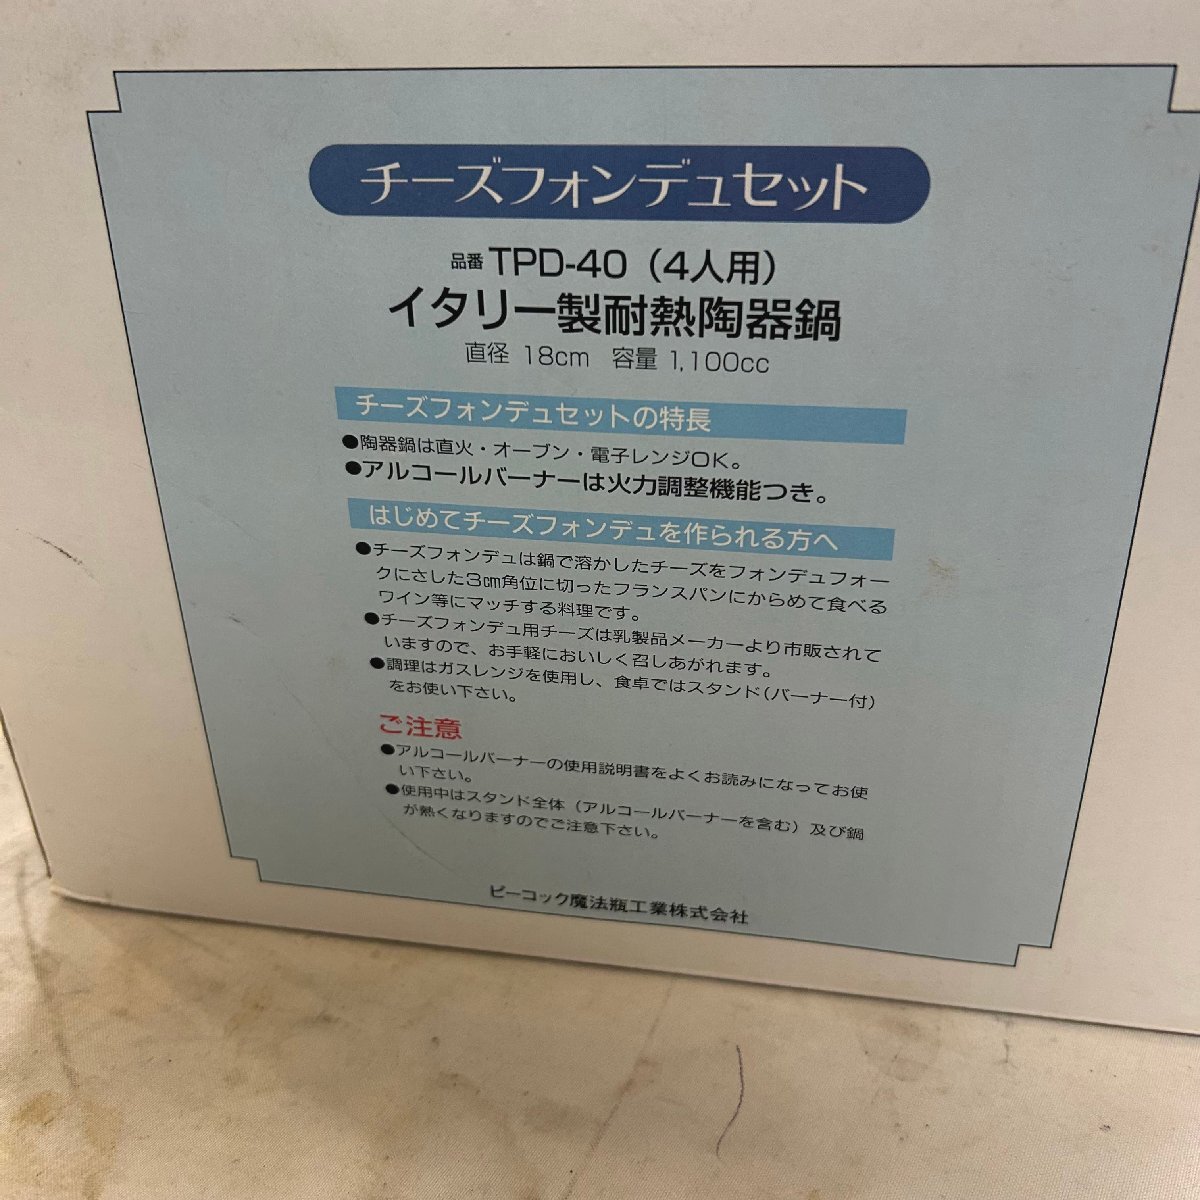 チーズフォンデュセット
品番 TPD-40（4人用）
イタリー製耐熱陶器鍋
直径 18cm 容量 1,100cc
チーズフォンデュセットの特長
●陶器鍋は直火・オーブン・電子レンジOK。
●アルコールバーナーは火力調整機能つき。
はじめてチーズフォンデュを作られる方へ
●チーズフォンデュは鍋で溶かしたチーズをフォンデュフォー
クにさした3㎝角位に切ったフランスパンにからめて食べる
ワイン等にマッチする料理です。
●チーズフォンデュ用チーズは乳製品メーカーより市販されて
いますので、お手軽においしく召しあがれます。
●調理はガスレンジを使用し、食卓ではスタンド(バーナー付)
をお使い下さい。
ご注意
●アルコールバーナーの使用説明書をよくお読みになってお使
い下さい。
●使用中はスタンド全体（アルコールバーナーを含む）及び鍋
が熱くなりますのでご注意下さい。
ピーコック魔法瓶工業株式会社